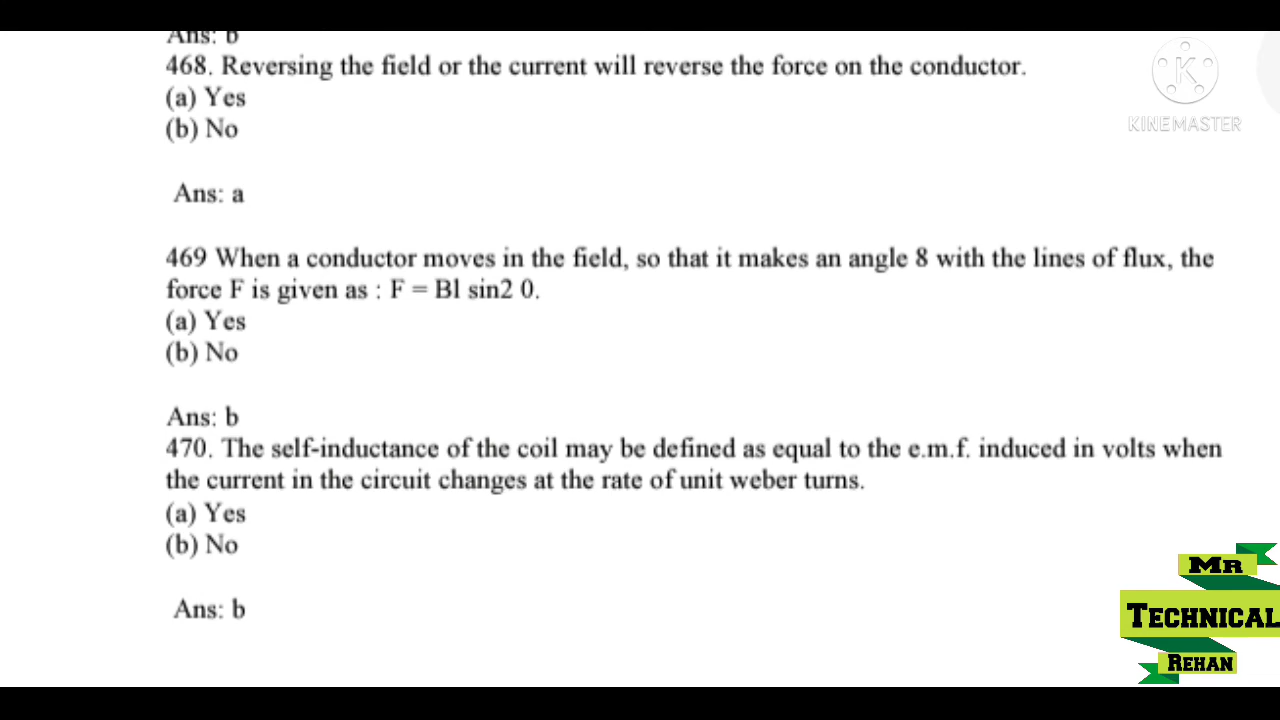 Ans: b
468. Reversing the field or the current will reverse the force on the conductor.
(a) Yes
(b) No
K
KINEMASTER
Ans: a
469 When a conductor moves in the field, so that it makes an angle 8 with the lines of flux, the
force F is given as : F = Bl sin2 0.
(a) Yes
(b) No
Ans: b
470. The self-inductance of the coil may be defined as equal to the e.m.f. induced in volts when
the current in the circuit changes at the rate of unit weber turns.
(a) Yes
(b) No
Ans: b
MR
TECHNICAL
REHAN